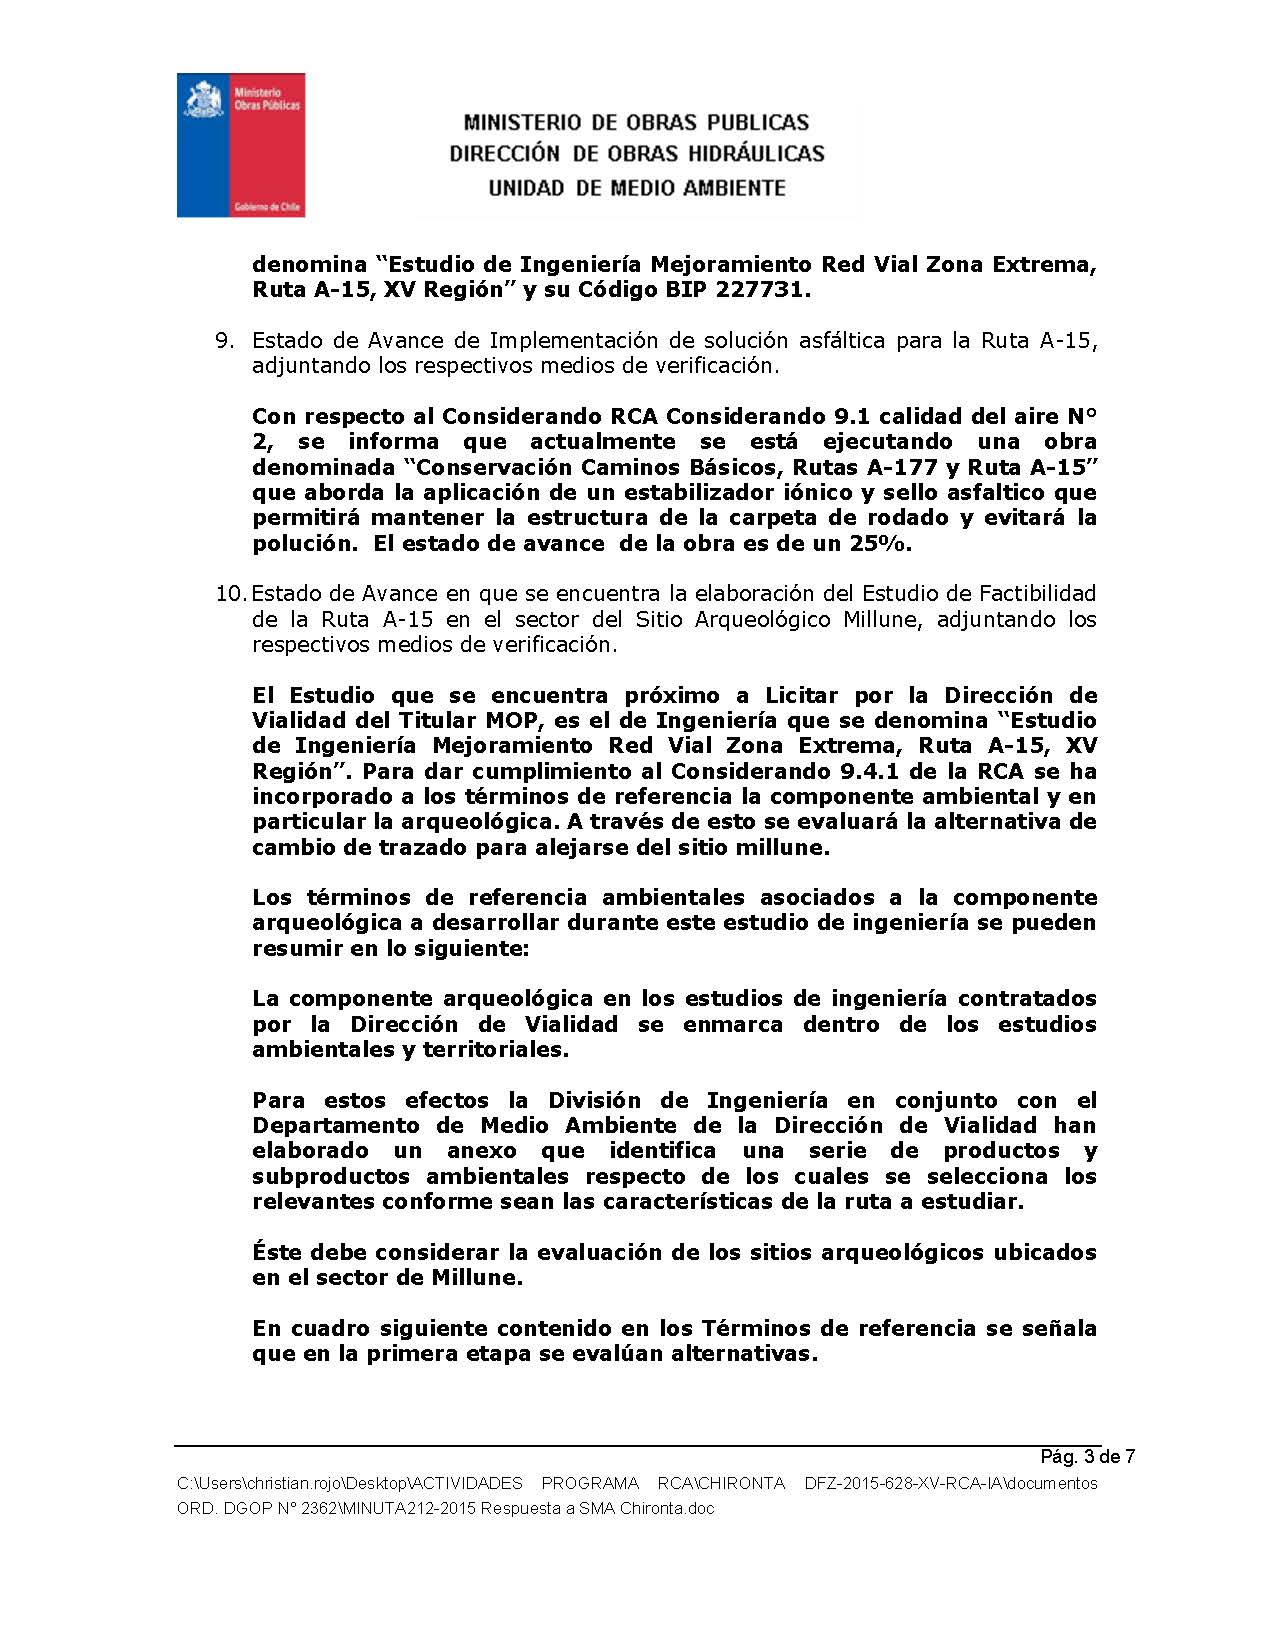 Ministerio
Obras Públicas
Gobierno de Chile
MINISTERIO DE OBRAS PUBLICAS
DIRECCIÓN DE OBRAS HIDRÁULICAS
UNIDAD DE MEDIO AMBIENTE
denomina “Estudio de Ingeniería Mejoramiento Red Vial Zona Extrema,
Ruta A-15, XV Región” y su Código BIP 227731.
9. Estado de Avance de Implementación de solución asfáltica para la Ruta A-15,
adjuntando los respectivos medios de verificación.
Con respecto al Considerando RCA Considerando 9.1 calidad del aire Nº
2, se informa que actualmente se está ejecutando una obra
denominada “Conservación Caminos Básicos, Rutas A-177 y Ruta A-15”
que aborda la aplicación de un estabilizador iónico y sello asfaltico que
permitirá mantener la estructura de la carpeta de rodado y evitará la
polución. El estado de avance de la obra es de un 25%.
10. Estado de Avance en que se encuentra la elaboración del Estudio de Factibilidad
de la Ruta A-15 en el sector del Sitio Arqueológico Millune, adjuntando los
respectivos medios de verificación.
El Estudio que se encuentra próximo a Licitar por la Dirección de
Vialidad del Titular MOP, es el de Ingeniería que se denomina “Estudio
de Ingeniería Mejoramiento Red Vial Zona Extrema, Ruta A-15, XV
Región”. Para dar cumplimiento al Considerando 9.4.1 de la RCA se ha
incorporado a los términos de referencia la componente ambiental y en
particular la arqueológica. A través de esto se evaluará la alternativa de
cambio de trazado para alejarse del sitio millune.
Los términos de referencia ambientales asociados a la componente
arqueológica a desarrollar durante este estudio de ingeniería se pueden
resumir en lo siguiente:
La componente arqueológica en los estudios de ingeniería contratados
por la Dirección de Vialidad se enmarca dentro de los estudios
ambientales y territoriales.
Para estos efectos la División de Ingeniería en conjunto con el
Departamento de Medio Ambiente de la Dirección de Vialidad han
elaborado un anexo que identifica una serie de productos y
subproductos ambientales respecto de los cuales se selecciona los
relevantes conforme sean las características de la ruta a estudiar.
Éste debe considerar la evaluación de los sitios arqueológicos ubicados
en el sector de Millune.
En cuadro siguiente contenido en los Términos de referencia se señala
que en la primera etapa se evalúan alternativas.
Pág. 3 de 7
C:\Users\christian.rojo\Desktop\ACTIVIDADES PROGRAMA RCA\CHIRONTA DFZ-2015-628-XV-RCA-IA\documentos
ORD. DGOP N° 2362\MINUTA212-2015 Respuesta a SMA Chironta.doc